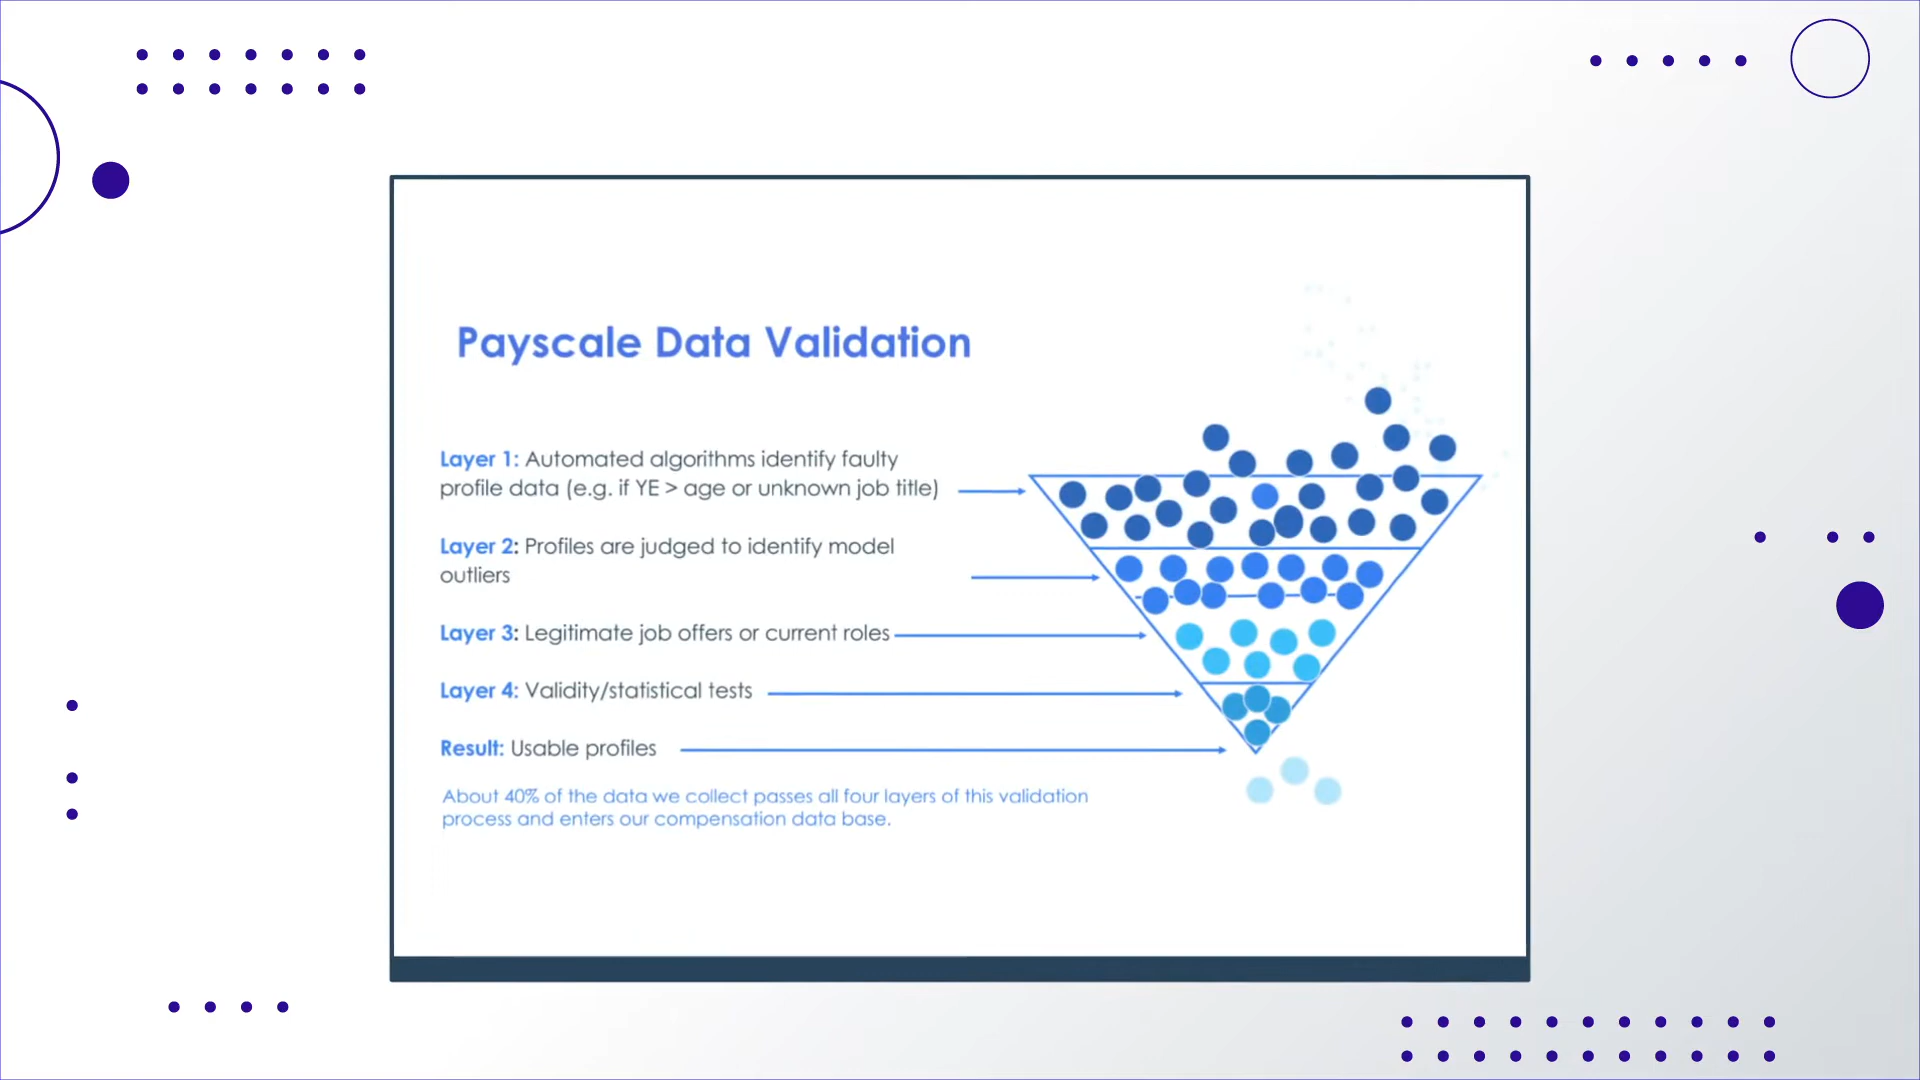 Payscale Data Validation
Layer 1: Automated algorithms identify faulty
profile data (e.g. if YE > age or unknown job title)
Layer 2: Profiles are judged to identify model
outliers
Layer 3: Legitimate job offers or current roles
Layer 4: Validity/statistical tests
Result: Usable profiles
About 40% of the data we collect passes all four layers of this validation
process and enters our compensation data base.